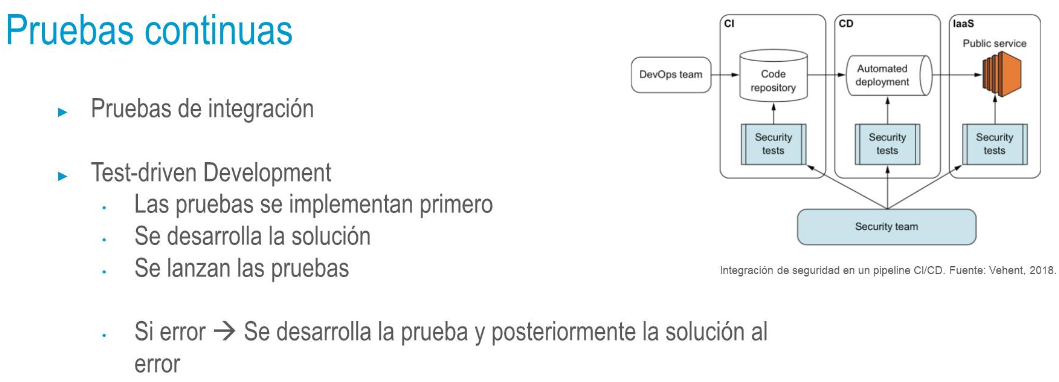 Pruebas continuas
► Pruebas de integración
► Test-driven Development
• Las pruebas se implementan primero
• Se desarrolla la solución
• Se lanzan las pruebas
• Si error → Se desarrolla la prueba y posteriormente la solución al
error
CI
CD
IaaS
Public service
DevOps team
Code
repository
Automated
deployment
Security
tests
Security
tests
Security
tests
Security team
Integración de seguridad en un pipeline CI/CD. Fuente: Vehent, 2018.